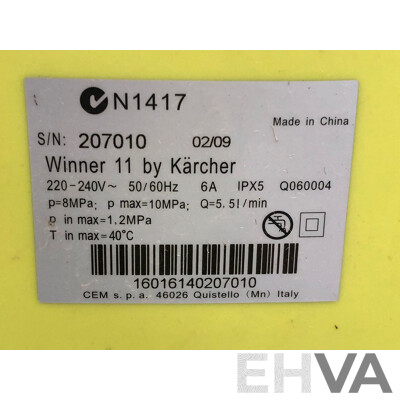 N1417
Made in China
S/N: 207010 02/09
Winner 11 by Kärcher
220-240V~ 50/60Hz 6A IPX5 Q060004
p=8MPa; p max=10MPa; Q=5.5l/min
p in max=1,2MPa
T in max=40°C
16016140207010
CEM s.p.a. 46026 Quistello (Mn) Italy
EHVA